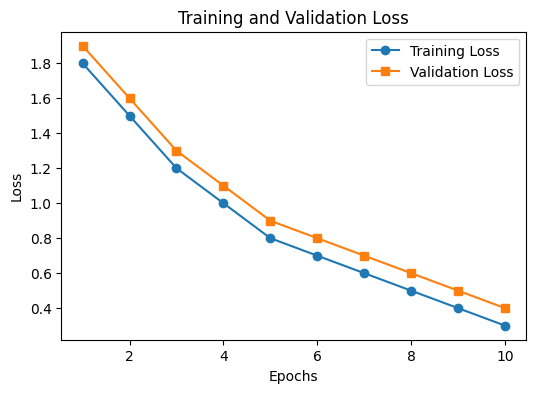 Training and Validation Loss
Training Loss
Validation Loss
Loss
1.8
1.6
1.4
1.2
1.0
0.8
0.6
0.4
2 4 6 8 10
Epochs